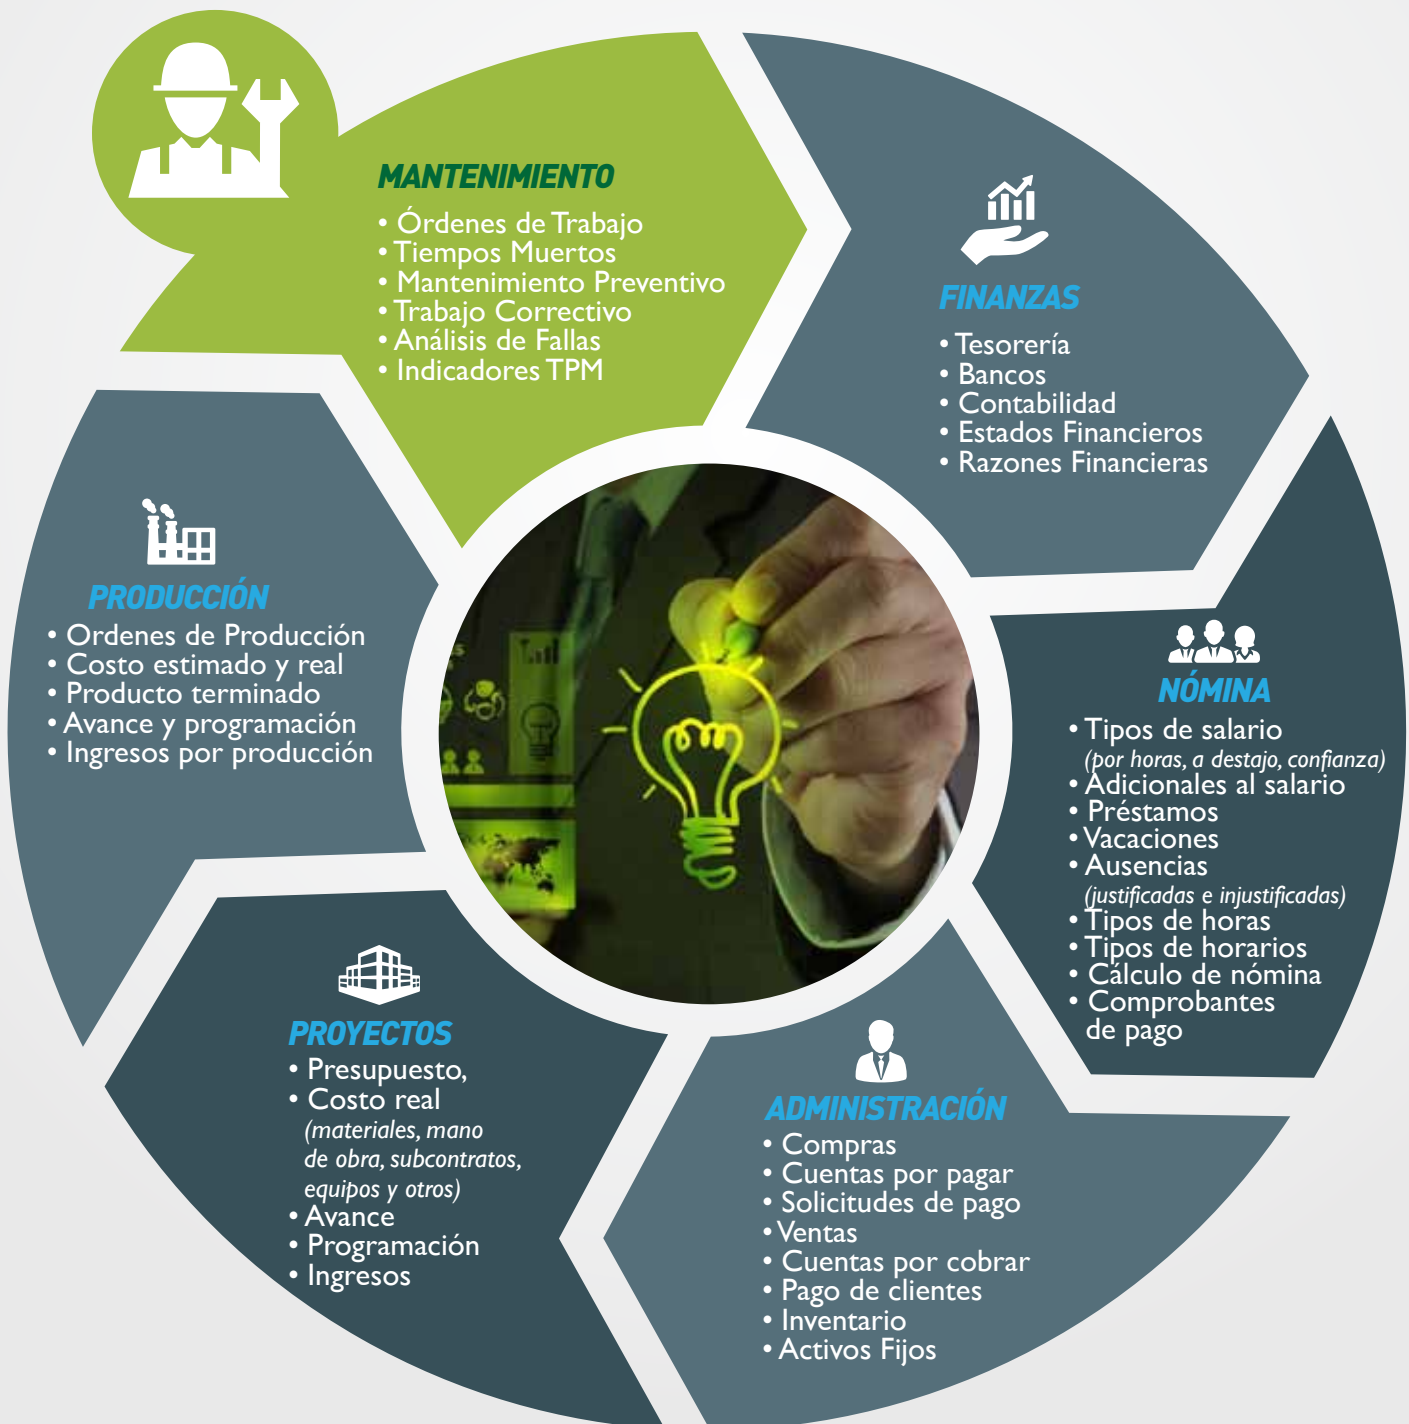 MANTENIMIENTO
• Órdenes de Trabajo
• Tiempos Muertos
• Mantenimiento Preventivo
• Trabajo Correctivo
• Análisis de Fallas
• Indicadores TPM
FINANZAS
• Tesorería
• Bancos
• Contabilidad
• Estados Financieros
• Razones Financieras
NÓMINA
• Tipos de salario
(por horas, a destajo, confianza)
• Adicionales al salario
• Préstamos
• Vacaciones
• Ausencias
(justificadas e injustificadas)
• Tipos de horas
• Tipos de horarios
• Cálculo de nómina
• Comprobantes
de pago
ADMINISTRACIÓN
• Compras
• Cuentas por pagar
• Solicitudes de pago
• Ventas
• Cuentas por cobrar
• Pago de clientes
• Inventario
• Activos Fijos
PROYECTOS
• Presupuesto,
• Costo real
(materiales, mano
de obra, subcontratos,
equipos y otros)
• Avance
• Programación
• Ingresos
PRODUCCIÓN
• Ordenes de Producción
• Costo estimado y real
• Producto terminado
• Avance y programación
• Ingresos por producción